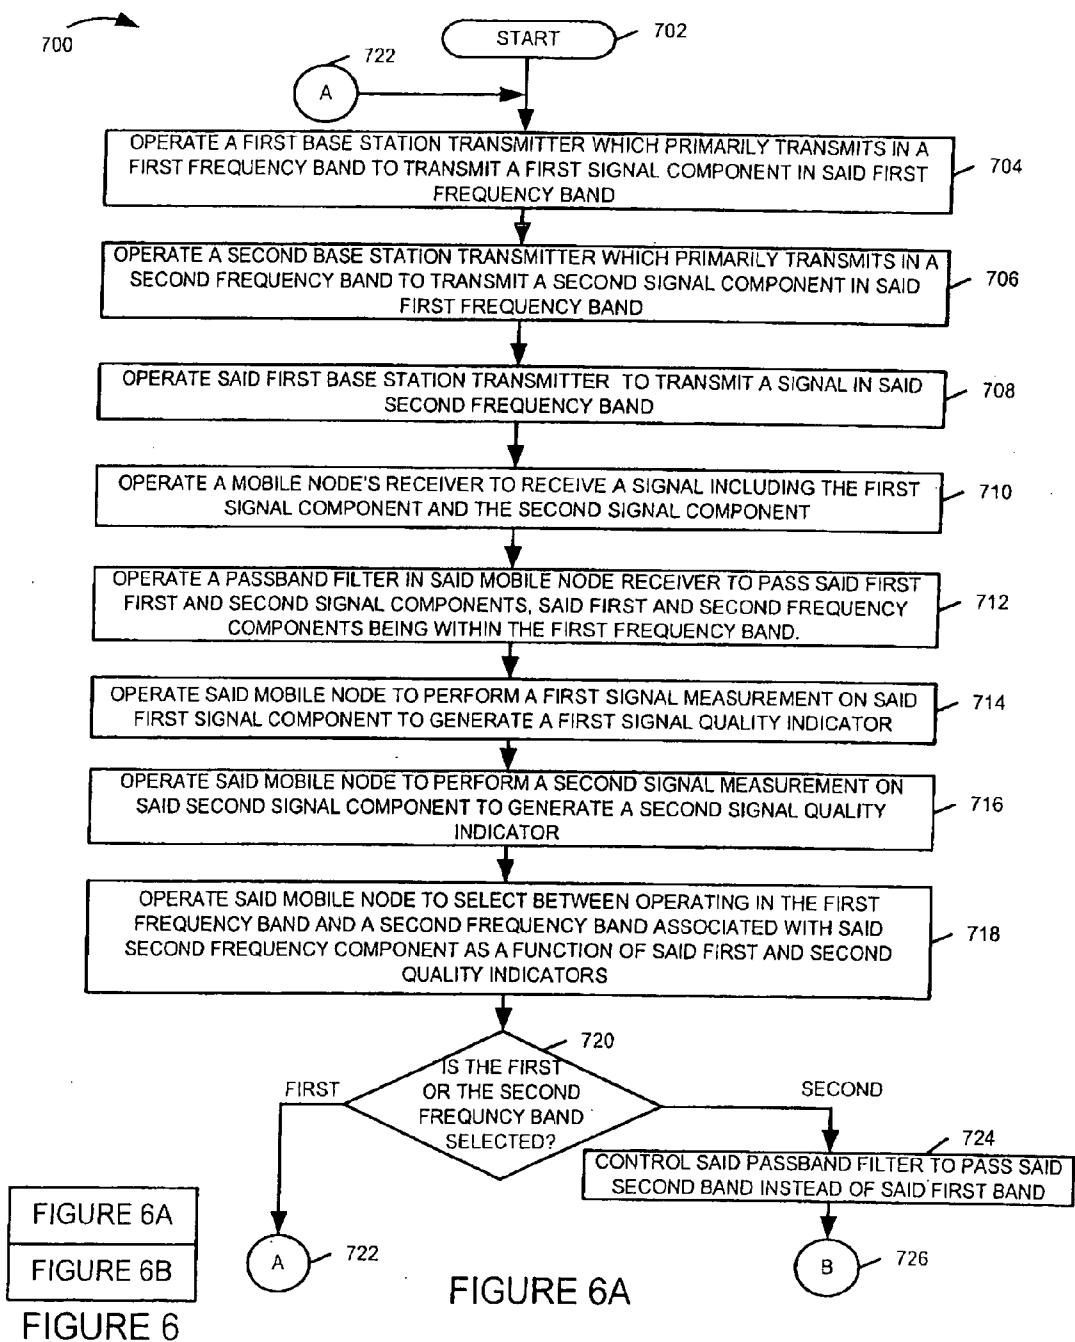 700
START
702
722
A
OPERATE A FIRST BASE STATION TRANSMITTER WHICH PRIMARILY TRANSMITS IN A
FIRST FREQUENCY BAND TO TRANSMIT A FIRST SIGNAL COMPONENT IN SAID FIRST
FREQUENCY BAND
704
OPERATE A SECOND BASE STATION TRANSMITTER WHICH PRIMARILY TRANSMITS IN A
SECOND FREQUENCY BAND TO TRANSMIT A SECOND SIGNAL COMPONENT IN SAID
FIRST FREQUENCY BAND
706
OPERATE SAID FIRST BASE STATION TRANSMITTER TO TRANSMIT A SIGNAL IN SAID
SECOND FREQUENCY BAND
708
OPERATE A MOBILE NODE'S RECEIVER TO RECEIVE A SIGNAL INCLUDING THE FIRST
SIGNAL COMPONENT AND THE SECOND SIGNAL COMPONENT
710
OPERATE A PASSBAND FILTER IN SAID MOBILE NODE RECEIVER TO PASS SAID FIRST
FIRST AND SECOND SIGNAL COMPONENTS, SAID FIRST AND SECOND FREQUENCY
COMPONENTS BEING WITHIN THE FIRST FREQUENCY BAND.
712
OPERATE SAID MOBILE NODE TO PERFORM A FIRST SIGNAL MEASUREMENT ON SAID
FIRST SIGNAL COMPONENT TO GENERATE A FIRST SIGNAL QUALITY INDICATOR
714
OPERATE SAID MOBILE NODE TO PERFORM A SECOND SIGNAL MEASUREMENT ON
SAID SECOND SIGNAL COMPONENT TO GENERATE A SECOND SIGNAL QUALITY
INDICATOR
716
OPERATE SAID MOBILE NODE TO SELECT BETWEEN OPERATING IN THE FIRST
FREQUENCY BAND AND A SECOND FREQUENCY BAND ASSOCIATED WITH SAID
SECOND FREQUENCY COMPONENT AS A FUNCTION OF SAID FIRST AND SECOND
QUALITY INDICATORS
718
720
IS THE FIRST
OR THE SECOND
FREQUNCY BAND
SELECTED?
FIRST
SECOND
724
CONTROL SAID PASSBAND FILTER TO PASS SAID
SECOND BAND INSTEAD OF SAID FIRST BAND
A
722
B
726
FIGURE 6A
FIGURE 6B
FIGURE 6
FIGURE 6A